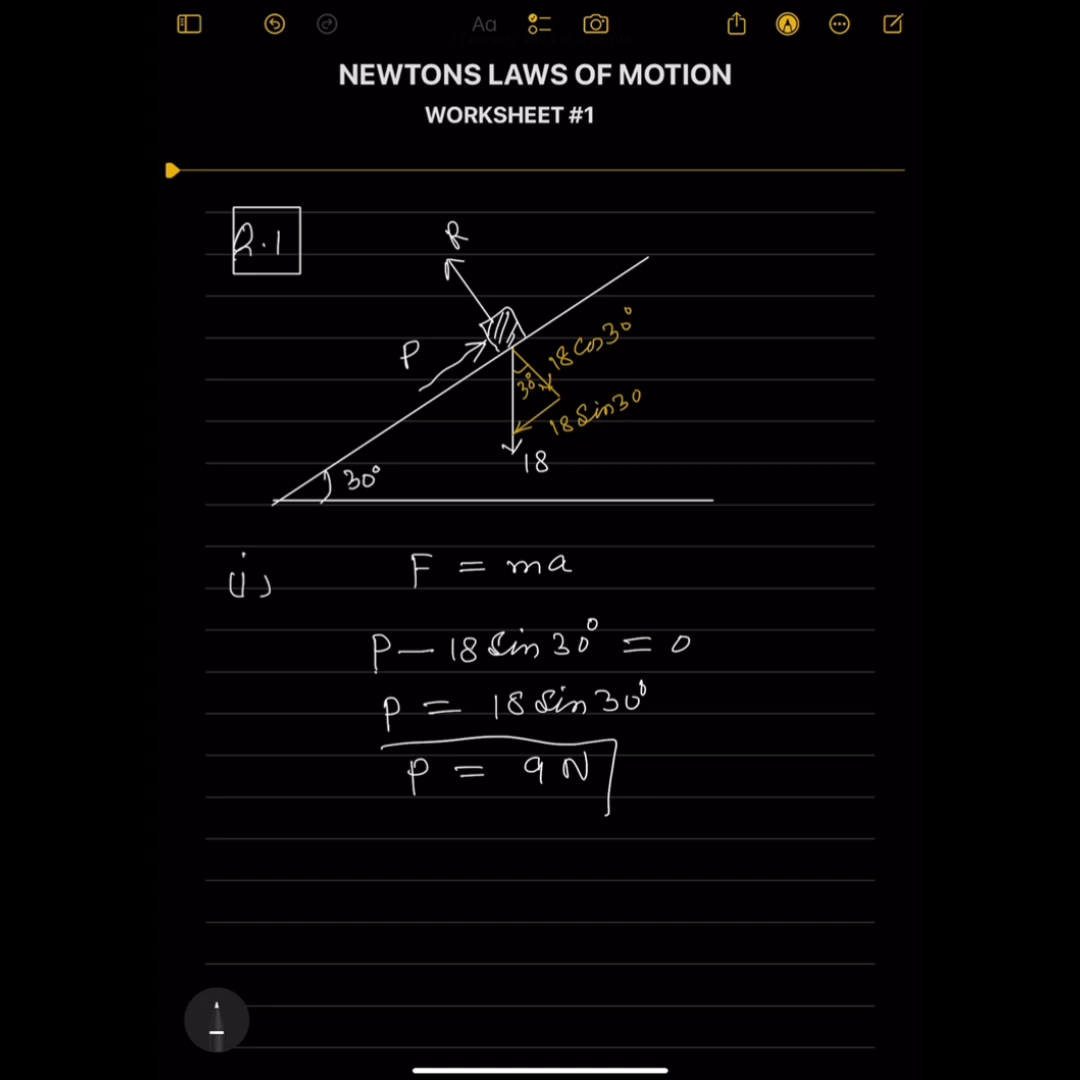 Aa
NEWTONS LAWS OF MOTION
WORKSHEET #1
Q.1
R
P
18 Cos 30°
30°
18 Sin 30
18
30°
(i)
F = ma
P - 18 Sin 30° = 0
P = 18 Sin 30°
P = 9 N